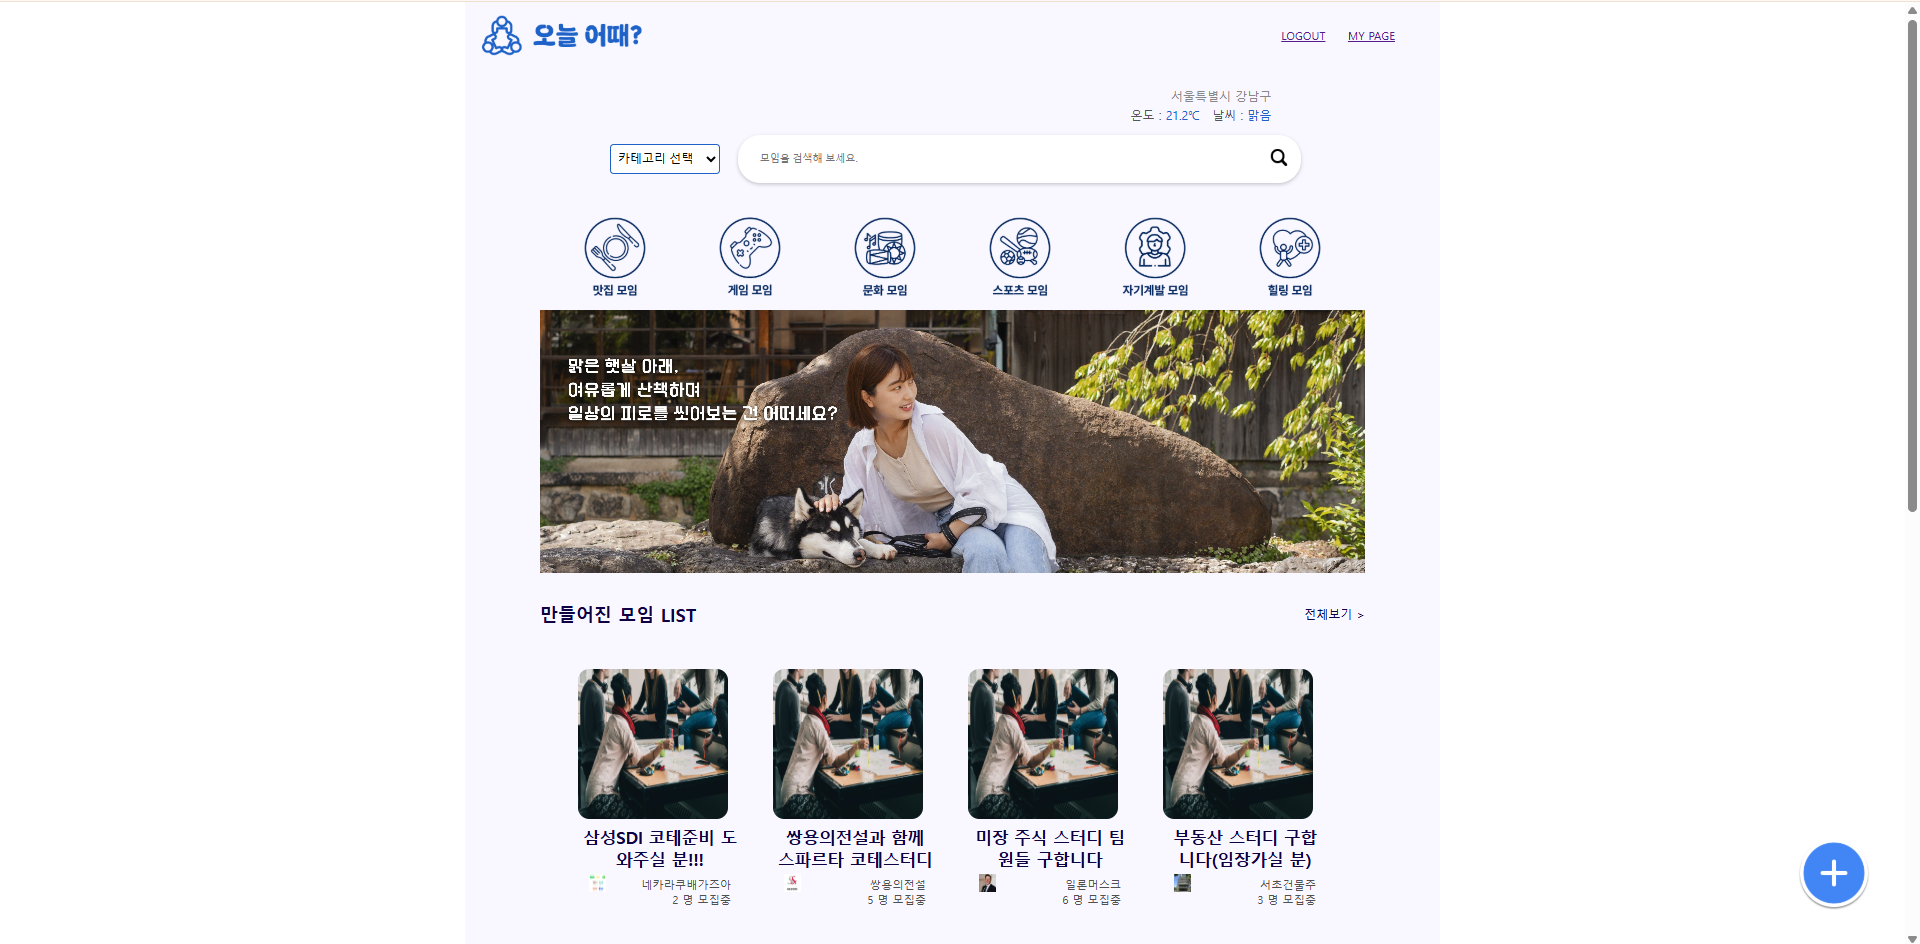 오늘 어때?
LOGOUT MY PAGE
서울특별시 강남구
온도 : 21.2℃ 날씨 : 맑음
카테고리 선택
모임을 검색해 보세요.
맛집 모임
게임 모임
문화 모임
스포츠 모임
자기계발 모임
힐링 모임
맑은 햇살 아래,
여유롭게 산책하며
일상의 피로를 씻어보는 건 어떠세요?
만들어진 모임 LIST
전체보기 >
삼성SDI 코테준비 도
와주실 분!!!
네카라쿠배가즈아
2 명 모집중
쌍용의전설과 함께
스파르타 코테스터디
쌍용의전설
5 명 모집중
미장 주식 스터디 팀
원들 구합니다
일론머스크
6 명 모집중
부동산 스터디 구합
니다(임장가실 분)
서초건물주
3 명 모집중